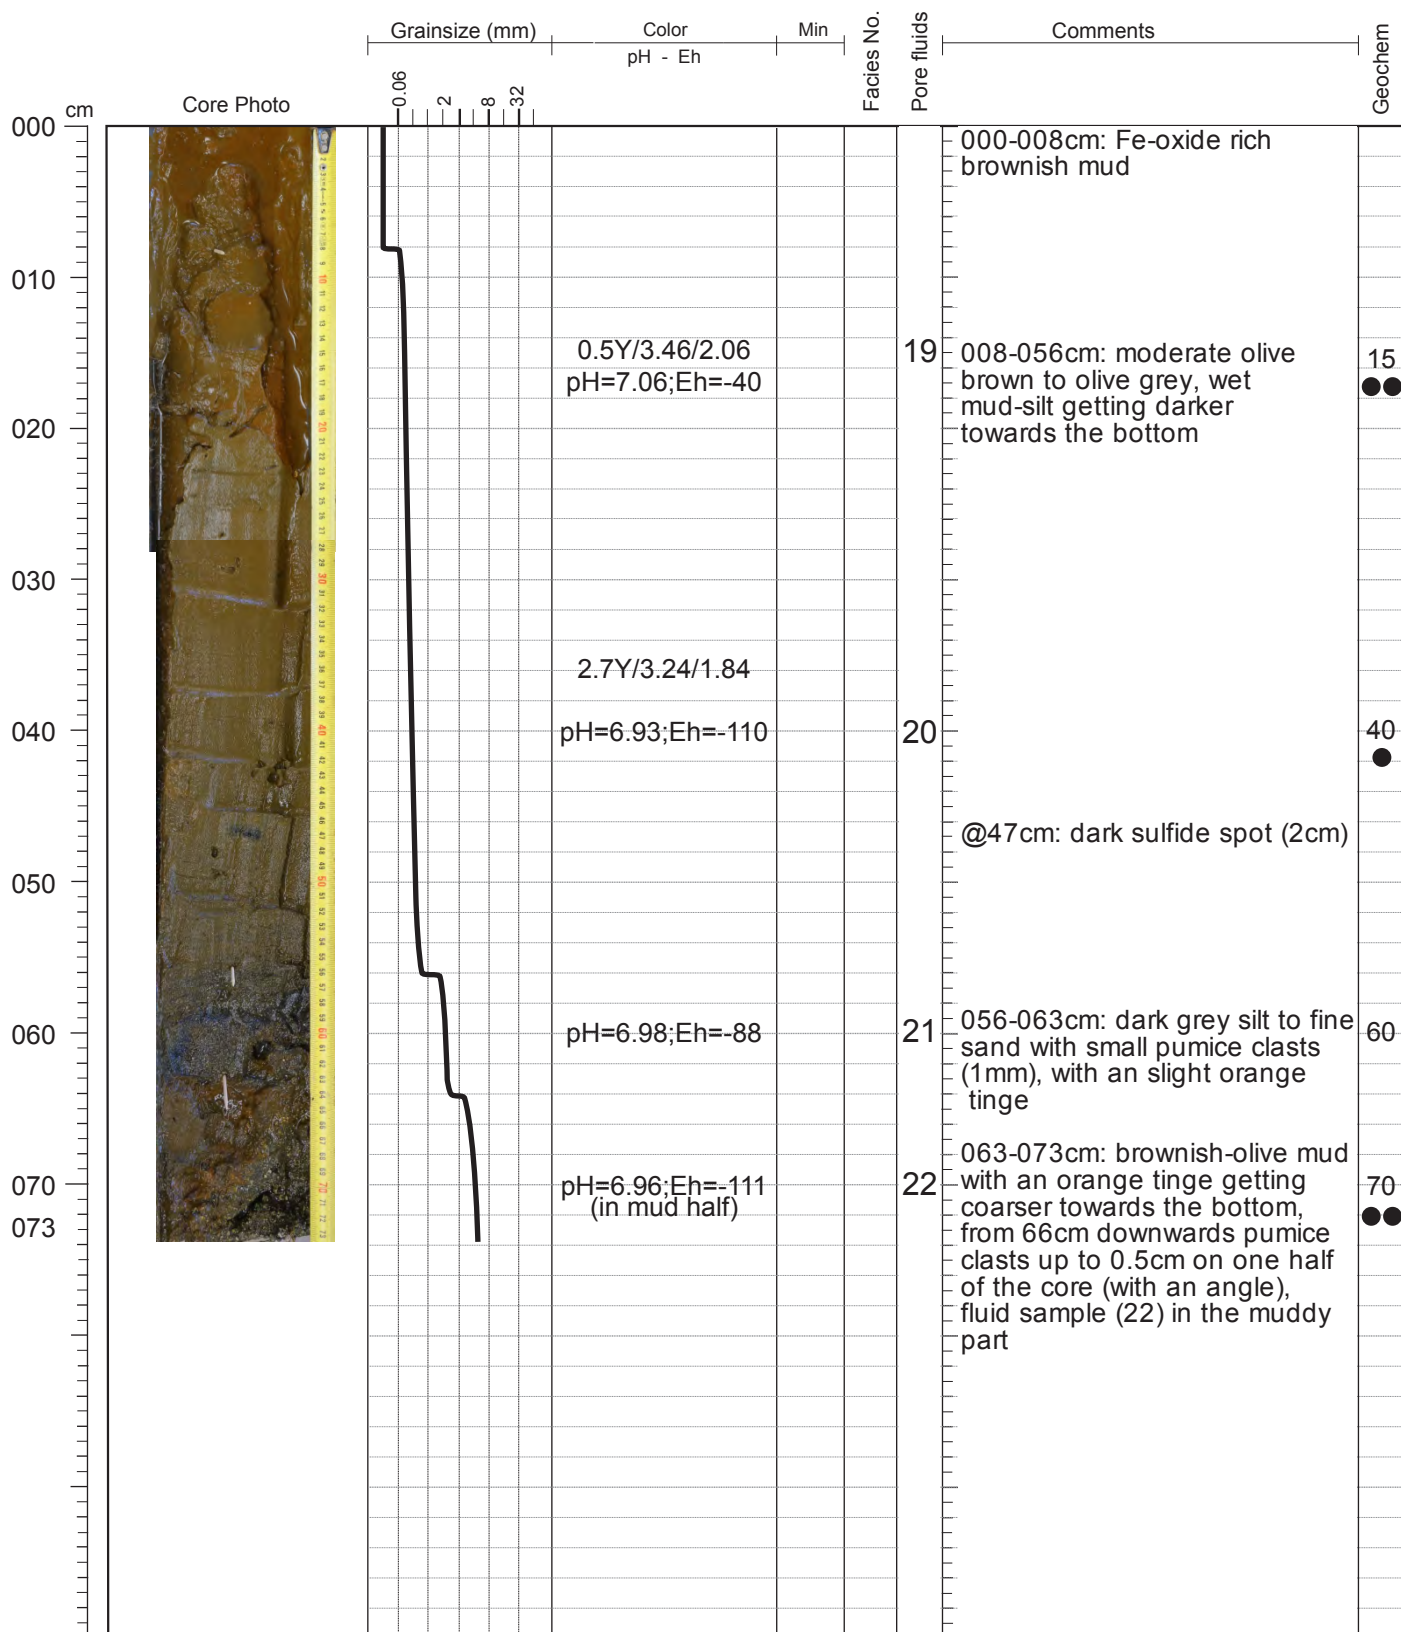 Grainsize (mm)
Color
Min
pH - Eh
Facies No.
Pore fluids
Comments
Geochem
cm
Core Photo
0.06
2
8
32
000
000-008cm: Fe-oxide rich
brownish mud
010
0.5Y/3.46/2.06
pH=7.06;Eh=-40
19
008-056cm: moderate olive
brown to olive grey, wet
mud-silt getting darker
towards the bottom
15
020
030
2.7Y/3.24/1.84
040
pH=6.93;Eh=-110
20
40
@47cm: dark sulfide spot (2cm)
050
060
pH=6.98;Eh=-88
21
056-063cm: dark grey silt to fine
sand with small pumice clasts
(1mm), with an slight orange
tinge
60
063-073cm: brownish-olive mud
with an orange tinge getting
coarser towards the bottom,
from 66cm downwards pumice
clasts up to 0.5cm on one half
of the core (with an angle),
fluid sample (22) in the muddy
part
070
073
pH=6.96;Eh=-111
(in mud half)
22
70
10
20
30
40
50
60
70